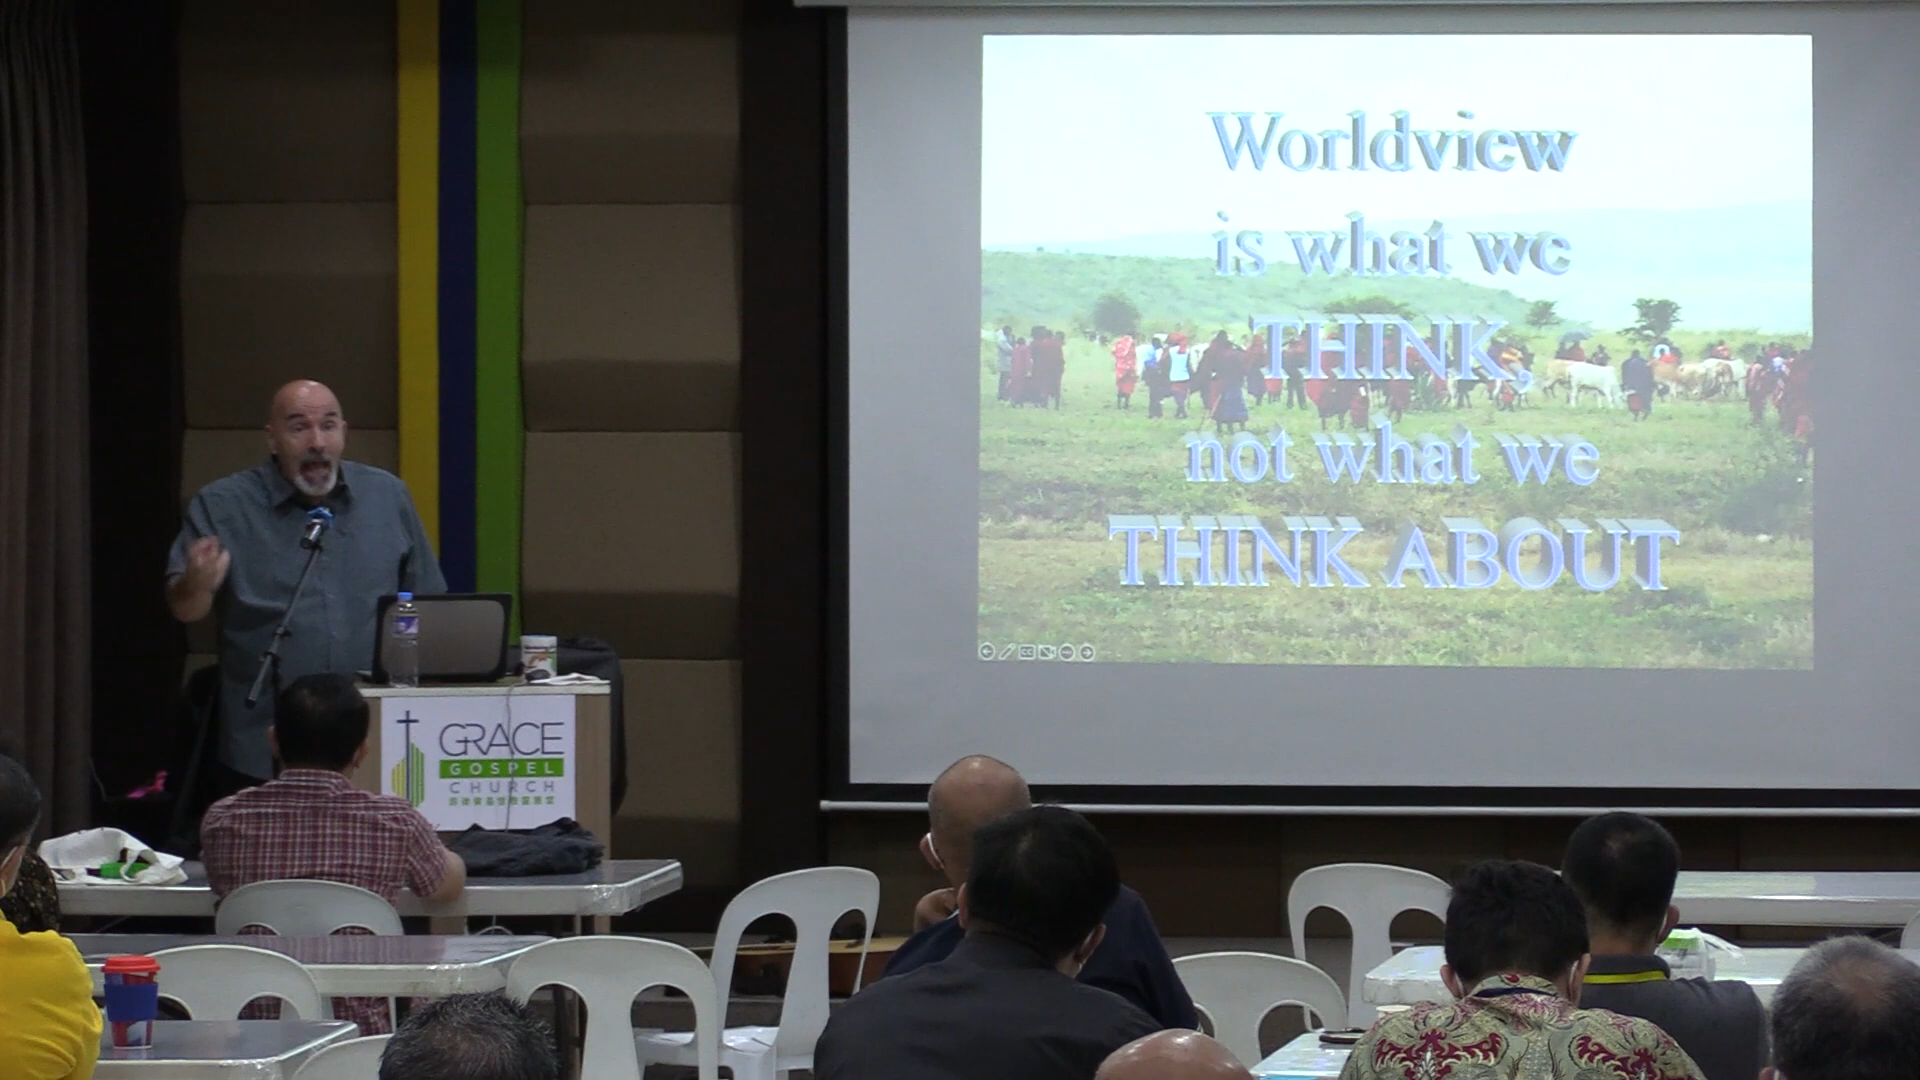 Worldview
is what we
THINK,
not what we
THINK ABOUT
GRACE
GOSPEL
CHURCH